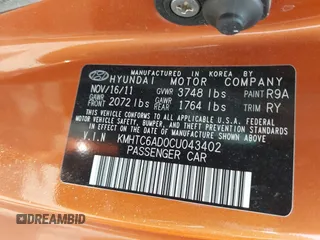 MANUFACTURED IN KOREA BY
HYUNDAI MOTOR COMPANY
NOV/16/11 GVWR 3748 lbs PAINT R9A
GAWR FRONT 2072 lbs GAWR REAR 1764 lbs TRIM RY
THIS VEHICLE CONFORMS TO ALL APPLICABLE
U.S. FEDERAL MOTOR VEHICLE SAFETY, BUMPER,
AND THEFT PREVENTION STANDARDS IN EFFECT ON
THE DATE OF MANUFACTURE SHOWN ABOVE.
V.I.N KMHTC6AD0CU043402
PASSENGER CAR
DREAMBID
dreambid.com